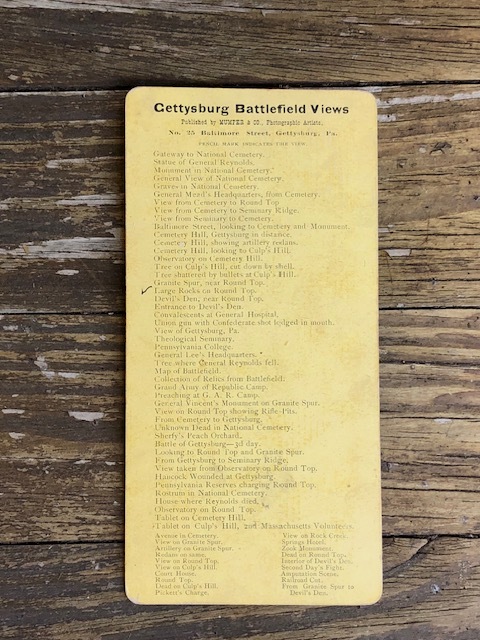 Gettysburg Battlefield Views
Published by MUMPER & CO., Photographic Artists,
No. 25 Baltimore Street, Gettysburg, Pa.
PENCIL MARK INDICATES THE VIEW
Gateway to National Cemetery.
Statue of General Reynolds.
Monument in National Cemetery.
General View of National Cemetery.
Graves in National Cemetery.
General Mead's Headquarters, from Cemetery.
View from Cemetery to Round Top
View from Cemetery to Seminary Ridge.
View from Seminary to Cemetery.
Baltimore Street, looking to Cemetery and Monument.
Cemetery Hill, Gettysburg in distance.
Cemetery Hill, showing artillery redans.
Cemetery Hill, looking to Culp's Hill.
Observatory on Cemetery Hill.
Tree on Culp's Hill, cut down by shell.
Tree shattered by bullets at Culp's Hill.
Granite Spur, near Round Top.
Large Rocks on Round Top.
Devil's Den, near Round Top.
Entrance to Devil's Den.
Convalescents at General Hospital.
Union gun with Confederate shot lodged in mouth.
View of Gettysburg, Pa.
Theological Seminary.
Pennsylvania College.
General Lee's Headquarters.
Tree where General Reynolds fell.
Map of Battlefield.
Collection of Relics from Battlefield.
Grand Army of Republic Camp.
Preaching at G. A. R. Camp.
General Vincent's Monument on Granite Spur.
View on Round Top showing Rifle-Pits.
From Cemetery to Gettysburg.
Unknown Dead in National Cemetery.
Sherfy's Peach Orchard.
Battle of Gettysburg—3d day.
Looking to Round Top and Granite Spur.
From Gettysburg to Seminary Ridge.
View taken from Observatory on Round Top.
Hancock Wounded at Gettysburg.
Pennsylvania Reserves charging Round Top.
Rostrum in National Cemetery.
House where Reynolds died.
Observatory on Round Top.
Tablet on Cemetery Hill.
Tablet on Culp's Hill, 2nd Massachusetts Volunteers.
Avenue in Cemetery.
View on Granite Spur.
Artillery on Granite Spur.
Redans on same.
View on Round Top.
View on Culp's Hill.
Court House.
Round Top.
Dead on Culp's Hill.
Pickett's Charge.
View on Rock Creek.
Springs Hotel.
Zook Monument.
Dead on Round Top.
Interior of Devil's Den.
Second Day's Fight.
Amputation Scene.
Railroad Cut.
From Granite Spur to
Devil's Den.